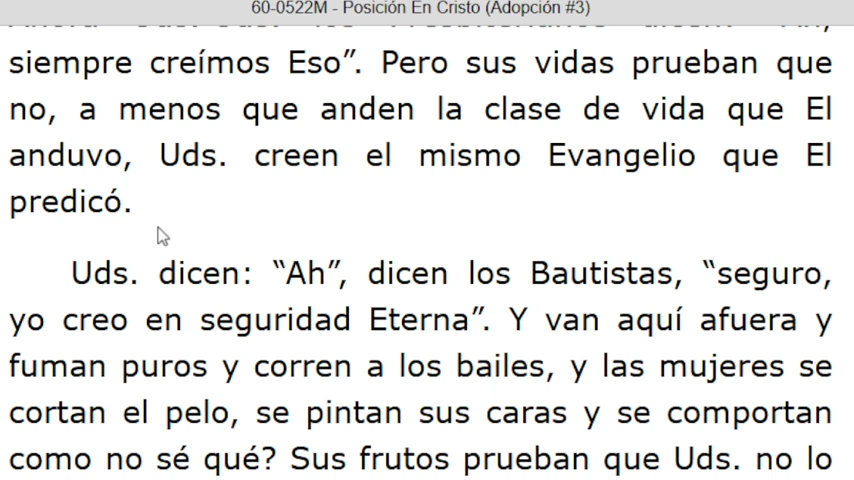 60-0522M - Posición En Cristo (Adopción #3)
siempre creímos Eso”. Pero sus vidas prueban que
no, a menos que anden la clase de vida que El
anduvo, Uds. creen el mismo Evangelio que El
predicó.
Uds. dicen: “Ah”, dicen los Bautistas, “seguro,
yo creo en seguridad Eterna”. Y van aquí afuera y
fuman puros y corren a los bailes, y las mujeres se
cortan el pelo, se pintan sus caras y se comportan
como no sé qué? Sus frutos prueban que Uds. no lo